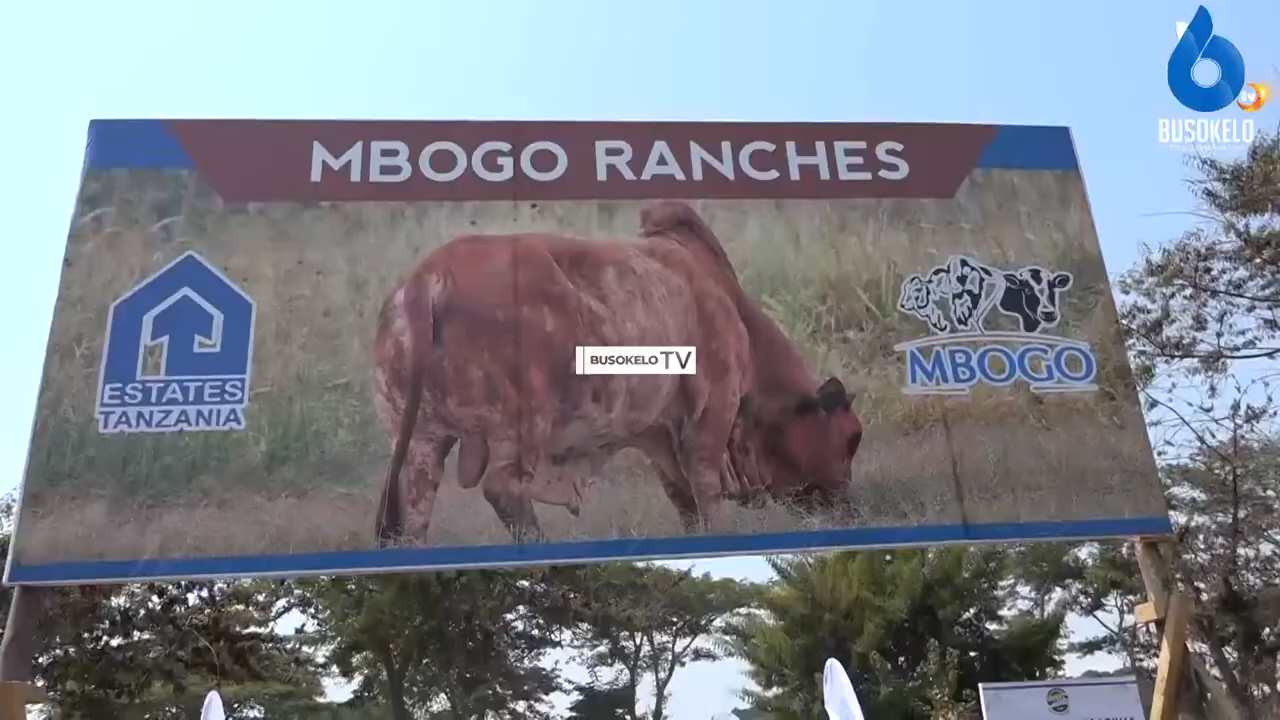 BUSOKELO
MBOGO RANCHES
ESTATES
TANZANIA
BUSOKELO TV
MBOGO